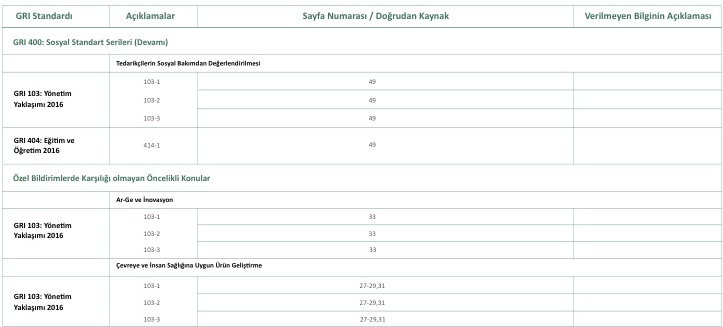 GRI Standardı Açıklamalar Sayfa Numarası / Doğrudan Kaynak Verilmeyen Bilginin Açıklaması
GRI 400: Sosyal Standart Serileri (Devamı)
Tedarikçilerin Sosyal Bakımdan Değerlendirilmesi
GRI 103: Yönetim
Yaklaşımı 2016
103-1 49
103-2 49
103-3 49
GRI 404: Eğitim ve
Öğretim 2016
414-1 49
Özel Bildirimlerde Karşılığı olmayan Öncelikli Konular
Ar-Ge ve İnovasyon
GRI 103: Yönetim
Yaklaşımı 2016
103-1 33
103-2 33
103-3 33
Çevreye ve İnsan Sağlığına Uygun Ürün Geliştirme
GRI 103: Yönetim
Yaklaşımı 2016
103-1 27-29,31
103-2 27-29,31
103-3 27-29,31